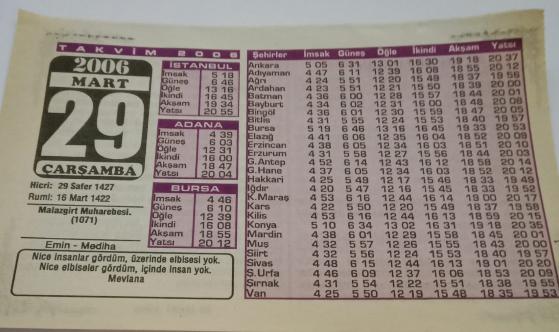 TAKVİM 2006
2006
MART
29
ÇARŞAMBA
Hicri: 29 Safer 1427
Rumi: 16 Mart 1422
Malazgirt Muharebesi.
(1071)
Emin - Mediha
Nice insanlar gördüm, üzerinde elbisesi yok.
Nice elbiseler gördüm, içinde insan yok.
Mevlana
İSTANBUL
İmsak 5 18
Güneş 6 46
Öğle 13 16
İkindi 16 45
Akşam 19 34
Yatsı 20 55
ADANA
İmsak 4 39
Güneş 6 03
Öğle 12 31
İkindi 16 00
Akşam 18 47
Yatsı 20 04
BURSA
İmsak 4 46
Güneş 6 10
Öğle 12 39
İkindi 16 08
Akşam 18 55
Yatsı 20 12
Şehirler İmsak Güneş Öğle İkindi Akşam Yatsı
Ankara 5 05 6 31 13 01 16 30 19 18 20 37
Adıyaman 4 47 6 11 12 39 16 08 18 55 20 12
Ağrı 4 24 5 51 12 20 15 49 18 37 19 56
Ardahan 4 23 5 51 12 21 15 50 18 39 20 00
Batman 4 36 6 00 12 28 15 57 18 44 20 01
Bayburt 4 34 6 02 12 31 16 00 18 48 20 08
Bingöl 4 36 6 01 12 30 15 59 18 47 20 05
Bitlis 4 31 5 55 12 24 15 53 18 40 19 57
Bursa 5 19 6 46 13 16 16 45 19 33 20 53
Elazığ 4 41 6 06 12 35 16 04 18 52 20 09
Erzincan 4 38 6 05 12 34 16 03 18 51 20 10
Erzurum 4 31 5 58 12 27 15 56 18 44 20 03
G.Antep 4 52 6 14 12 43 16 12 18 58 20 14
G.Hane 4 37 6 05 12 34 16 03 18 52 20 12
Hakkari 4 25 5 49 12 17 15 46 18 33 19 49
Iğdır 4 20 5 47 12 16 15 45 18 33 19 52
K.Maraş 4 53 6 16 12 44 16 14 19 00 20 17
Kars 4 22 5 50 12 20 15 49 18 37 19 58
Kilis 4 53 6 16 12 44 16 13 18 59 20 15
Konya 5 10 6 34 13 02 16 31 19 18 20 35
Mardin 4 38 6 01 12 29 15 58 18 45 20 01
Muş 4 32 5 57 12 26 15 55 18 43 20 00
Siirt 4 32 5 56 12 24 15 53 18 40 19 57
Sivas 4 48 6 15 12 44 16 13 19 01 20 20
Ş.Urfa 4 46 6 09 12 37 16 06 18 53 20 09
Şırnak 4 31 5 54 12 22 15 51 18 38 19 55
Van 4 25 5 50 12 19 15 48 18 35 19 53